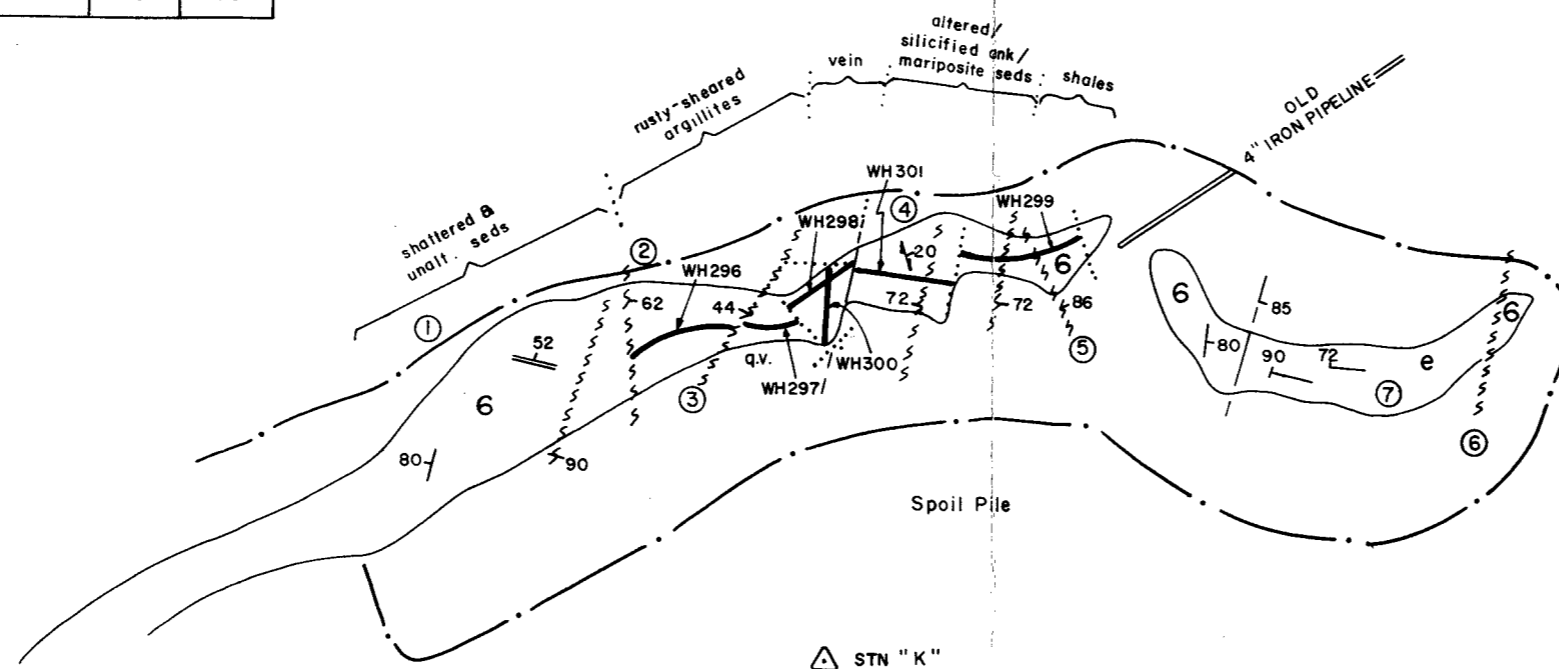 altered/
silicified ank/
mariposite seds
vein
shales
rusty-sheared
argillites
OLD
4" IRON PIPELINE
shattered &
unalt. seds
WH301
WH298
④
WH299
②
WH296
20
6
62
44
72
72
86
①
52
6
q.v.
WH300
WH297
③
⑤
80
90
6
85
80
90
72
e
6
⑦
⑥
Spoil Pile
STN "K"